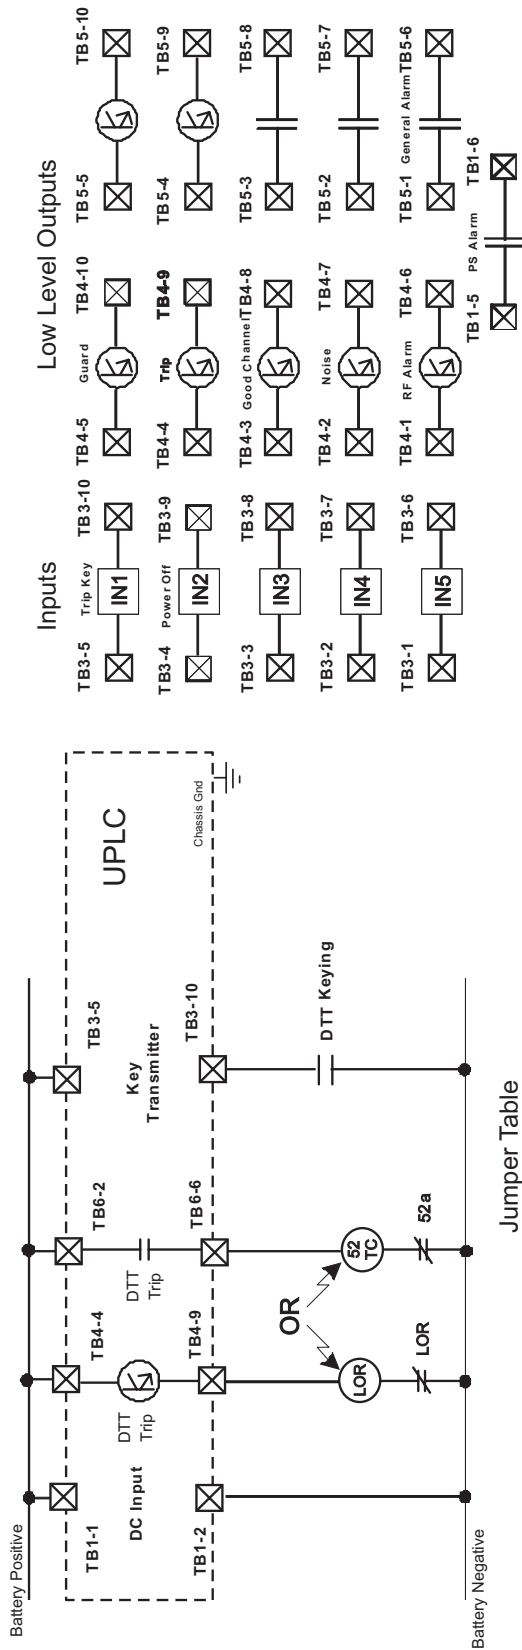 Battery Positive
TB1-1
TB4-4
TB6-2
TB3-5
DC Input
DTT
Trip
DTT
Trip
Key
Transmitter
UPLC
TB1-2
TB4-9
TB6-6
TB3-10
Chassis Gnd
OR
DTT Keying
LOR
52
TC
LOR
52a
Battery Negative
Jumper Table
Inputs
Low Level Outputs
TB3-5
Trip Key
TB3-10
IN1
TB4-5
Guard
TB4-10
TB5-5
TB5-10
TB3-4
Power Off
TB3-9
IN2
TB4-4
Trip
TB4-9
TB5-4
TB5-9
TB3-3
TB3-8
IN3
TB4-3
Good Channel
TB4-8
TB5-3
TB5-8
TB3-2
TB3-7
IN4
TB4-2
Noise
TB4-7
TB5-2
TB5-7
TB3-1
TB3-6
IN5
TB4-1
RF Alarm
TB4-6
TB5-1
General Alarm
TB5-6
TB1-5
PS Alarm
TB1-6